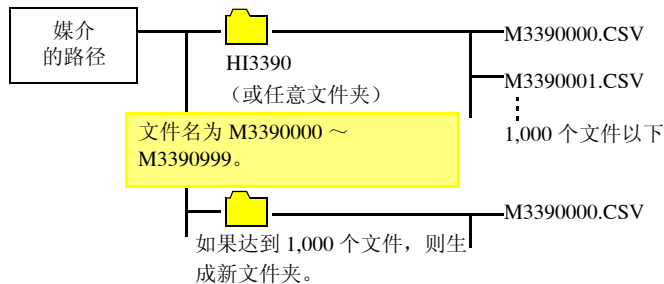 媒介
的路径
HI3390
（或任意文件夹）
M3390000.CSV
M3390001.CSV
1,000 个文件以下
文件名为 M3390000 ～
M3390999。
M3390000.CSV
如果达到 1,000 个文件，则生
成新文件夹。